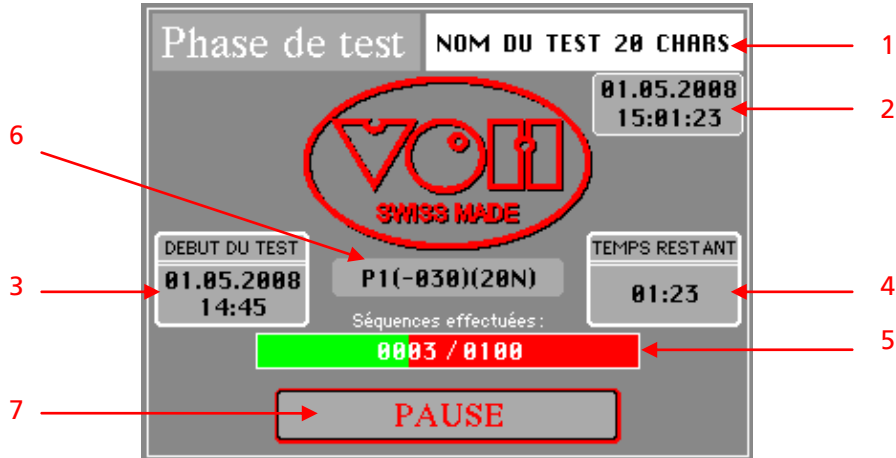 Phase de test
NOM DU TEST 20 CHARS
1
01.05.2008
15:01:23
2
6
VOH
SWISS MADE
DEBUT DU TEST
01.05.2008
14:45
3
P1(-030)(20N)
TEMPS RESTANT
01:23
4
Séquences effectuées :
0003 / 0100
5
7
PAUSE